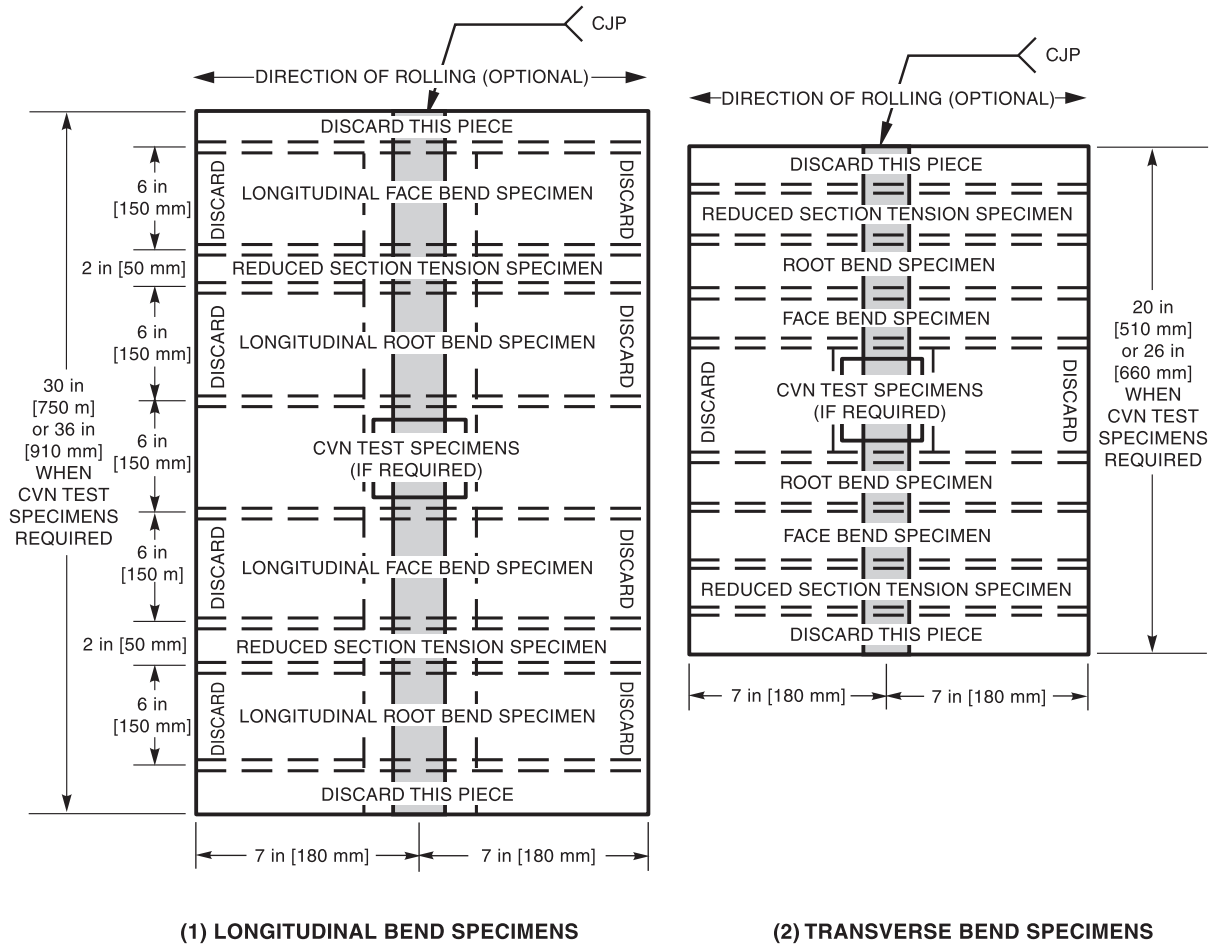 CJP
DIRECTION OF ROLLING (OPTIONAL)
DISCARD THIS PIECE
DISCARD
LONGITUDINAL FACE BEND SPECIMEN
DISCARD
6 in
[150 mm]
2 in [50 mm]
REDUCED SECTION TENSION SPECIMEN
6 in
[150 mm]
DISCARD
LONGITUDINAL ROOT BEND SPECIMEN
DISCARD
30 in
[750 m]
or 36 in
[910 mm]
WHEN
CVN TEST
SPECIMENS
REQUIRED
6 in
[150 mm]
CVN TEST SPECIMENS
(IF REQUIRED)
6 in
[150 m]
DISCARD
LONGITUDINAL FACE BEND SPECIMEN
DISCARD
2 in [50 mm]
REDUCED SECTION TENSION SPECIMEN
6 in
[150 mm]
DISCARD
LONGITUDINAL ROOT BEND SPECIMEN
DISCARD
DISCARD THIS PIECE
7 in [180 mm]
7 in [180 mm]
(1) LONGITUDINAL BEND SPECIMENS
CJP
DIRECTION OF ROLLING (OPTIONAL)
DISCARD THIS PIECE
REDUCED SECTION TENSION SPECIMEN
ROOT BEND SPECIMEN
FACE BEND SPECIMEN
DISCARD
CVN TEST SPECIMENS
(IF REQUIRED)
DISCARD
20 in
[510 mm]
or 26 in
[660 mm]
WHEN
CVN TEST
SPECIMENS
REQUIRED
ROOT BEND SPECIMEN
FACE BEND SPECIMEN
REDUCED SECTION TENSION SPECIMEN
DISCARD THIS PIECE
7 in [180 mm]
7 in [180 mm]
(2) TRANSVERSE BEND SPECIMENS